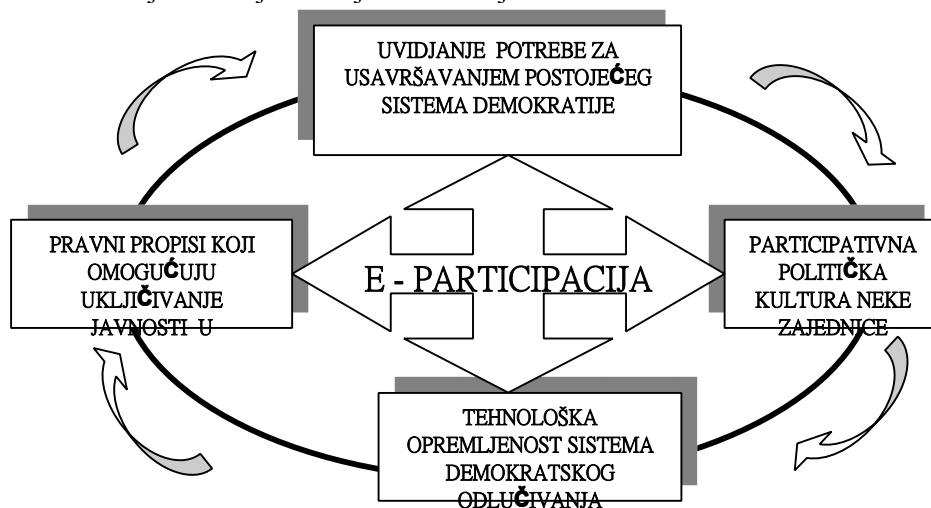 UVIDJANJE POTREBE ZA
USAVRŠAVANJEM POSTOJEĆEG
SISTEMA DEMOKRATIJE
PRAVNI PROPISI KOJI
OMOGUĆUJU
UKLJIČIVANJE
JAVNOSTI U
E - PARTICIPACIJA
PARTICIPATIVNA
POLITIČKA
KULTURA NEKE
ZAJEDNICE
TEHNOLOŠKA
OPREMLJENOST SISTEMA
DEMOKRATSKOG
ODLUČIVANJA